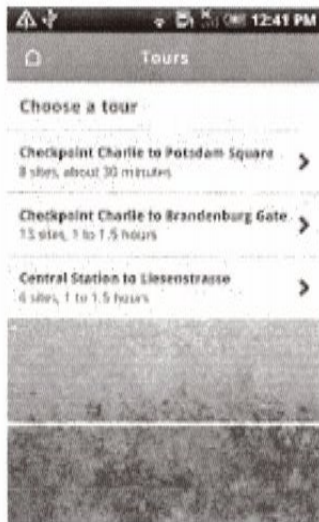 12:41 PM
Tours
Choose a tour
Checkpoint Charlie to Potsdam Square
8 sites, about 30 minutes
Checkpoint Charlie to Brandenburg Gate
13 sites, 1 to 1.5 hours
Central Station to Liesenstrasse
6 sites, 1 to 1.5 hours